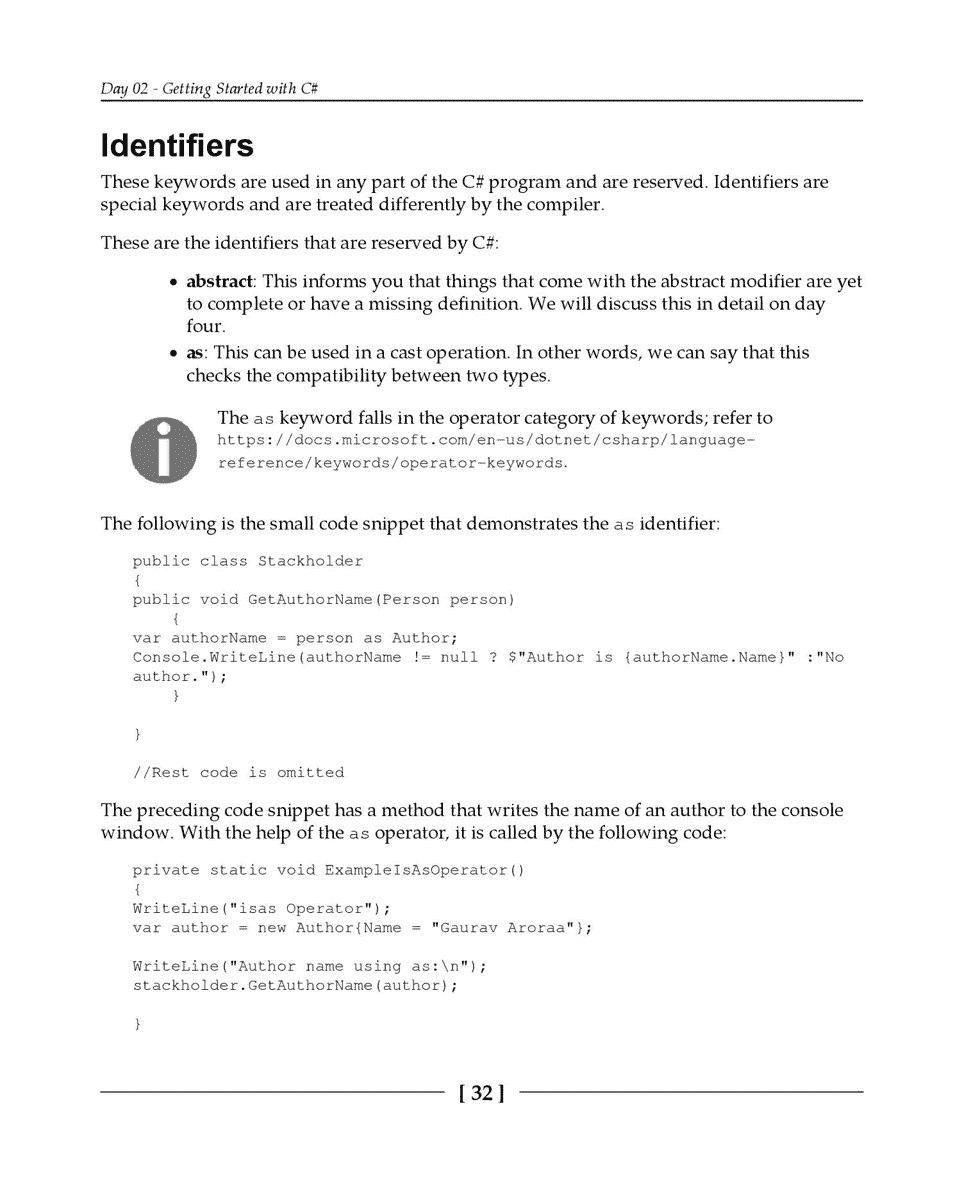 Day 02 - Getting Started with C#
Identifiers
These keywords are used in any part of the C# program and are reserved. Identifiers are
special keywords and are treated differently by the compiler.
These are the identifiers that are reserved by C#:
• abstract: This informs you that things that come with the abstract modifier are yet
to complete or have a missing definition. We will discuss this in detail on day
four.
• as: This can be used in a cast operation. In other words, we can say that this
checks the compatibility between two types.
The as keyword falls in the operator category of keywords; refer to
https://docs.microsoft.com/en-us/dotnet/csharp/language-
reference/keywords/operator-keywords.
The following is the small code snippet that demonstrates the as identifier:
public class Stackholder
{
public void GetAuthorName(Person person)
    {
var authorName = person as Author;
Console.WriteLine(authorName != null ? $"Author is {authorName.Name}" :"No
author.");
    }
}
//Rest code is omitted
The preceding code snippet has a method that writes the name of an author to the console
window. With the help of the as operator, it is called by the following code:
private static void ExampleIsAsOperator()
{
WriteLine("isas Operator");
var author = new Author{Name = "Gaurav Aroraa"};
WriteLine("Author name using as:\n");
stackholder.GetAuthorName(author);
}
[ 32 ]